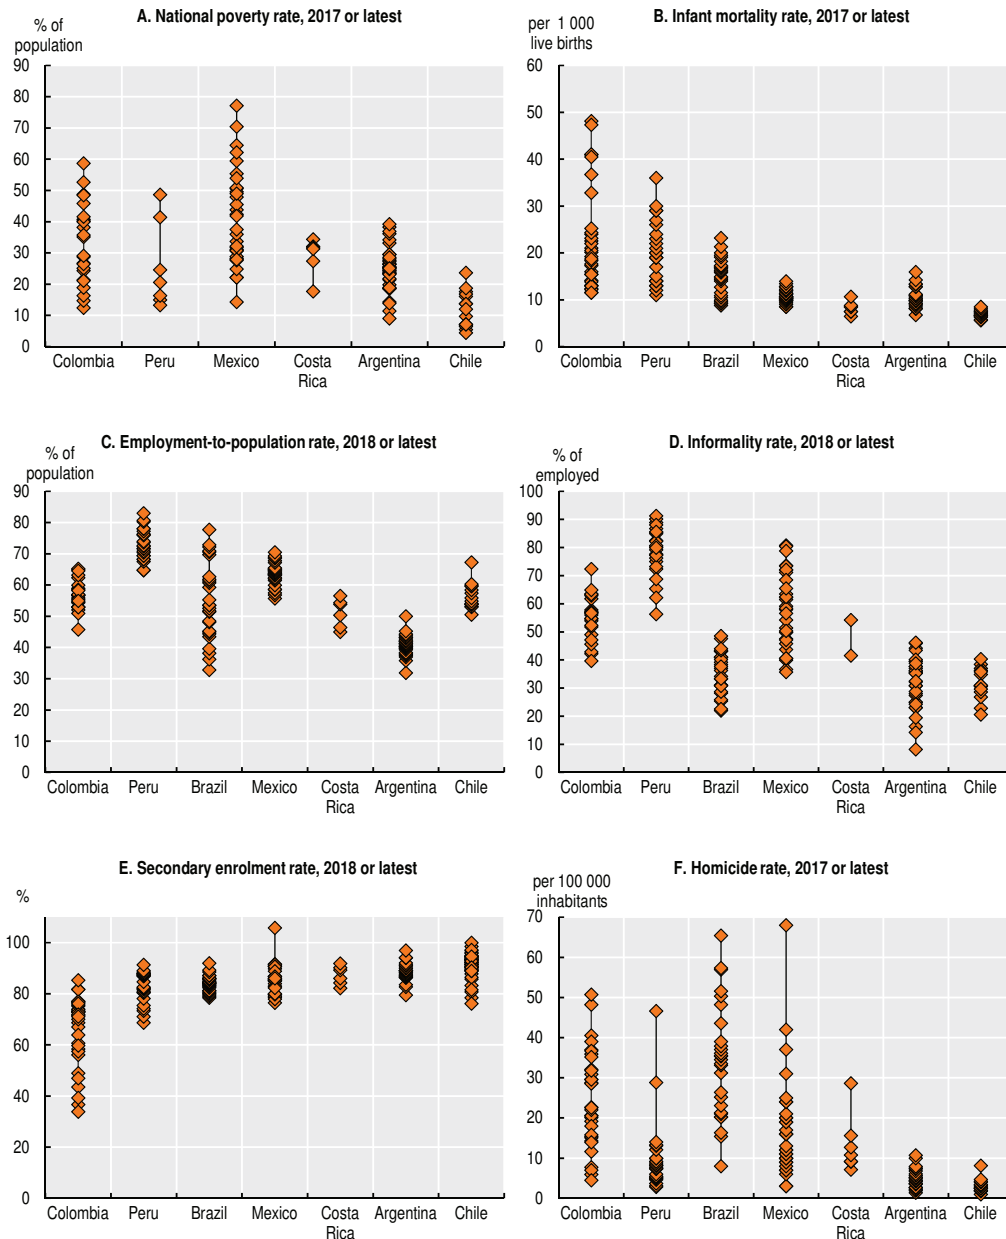 A. National poverty rate, 2017 or latest
% of
population
90
80
70
60
50
40
30
20
10
0
Colombia Peru Mexico Costa Rica Argentina Chile
B. Infant mortality rate, 2017 or latest
per 1 000
live births
60
50
40
30
20
10
0
Colombia Peru Brazil Mexico Costa Rica Argentina Chile
C. Employment-to-population rate, 2018 or latest
% of
population
90
80
70
60
50
40
30
20
10
0
Colombia Peru Brazil Mexico Costa Rica Argentina Chile
D. Informality rate, 2018 or latest
% of
employed
100
90
80
70
60
50
40
30
20
10
0
Colombia Peru Brazil Mexico Costa Rica Argentina Chile
E. Secondary enrolment rate, 2018 or latest
%
100
80
60
40
20
0
Colombia Peru Brazil Mexico Costa Rica Argentina Chile
F. Homicide rate, 2017 or latest
per 100 000
inhabitants
70
60
50
40
30
20
10
0
Colombia Peru Brazil Mexico Costa Rica Argentina Chile